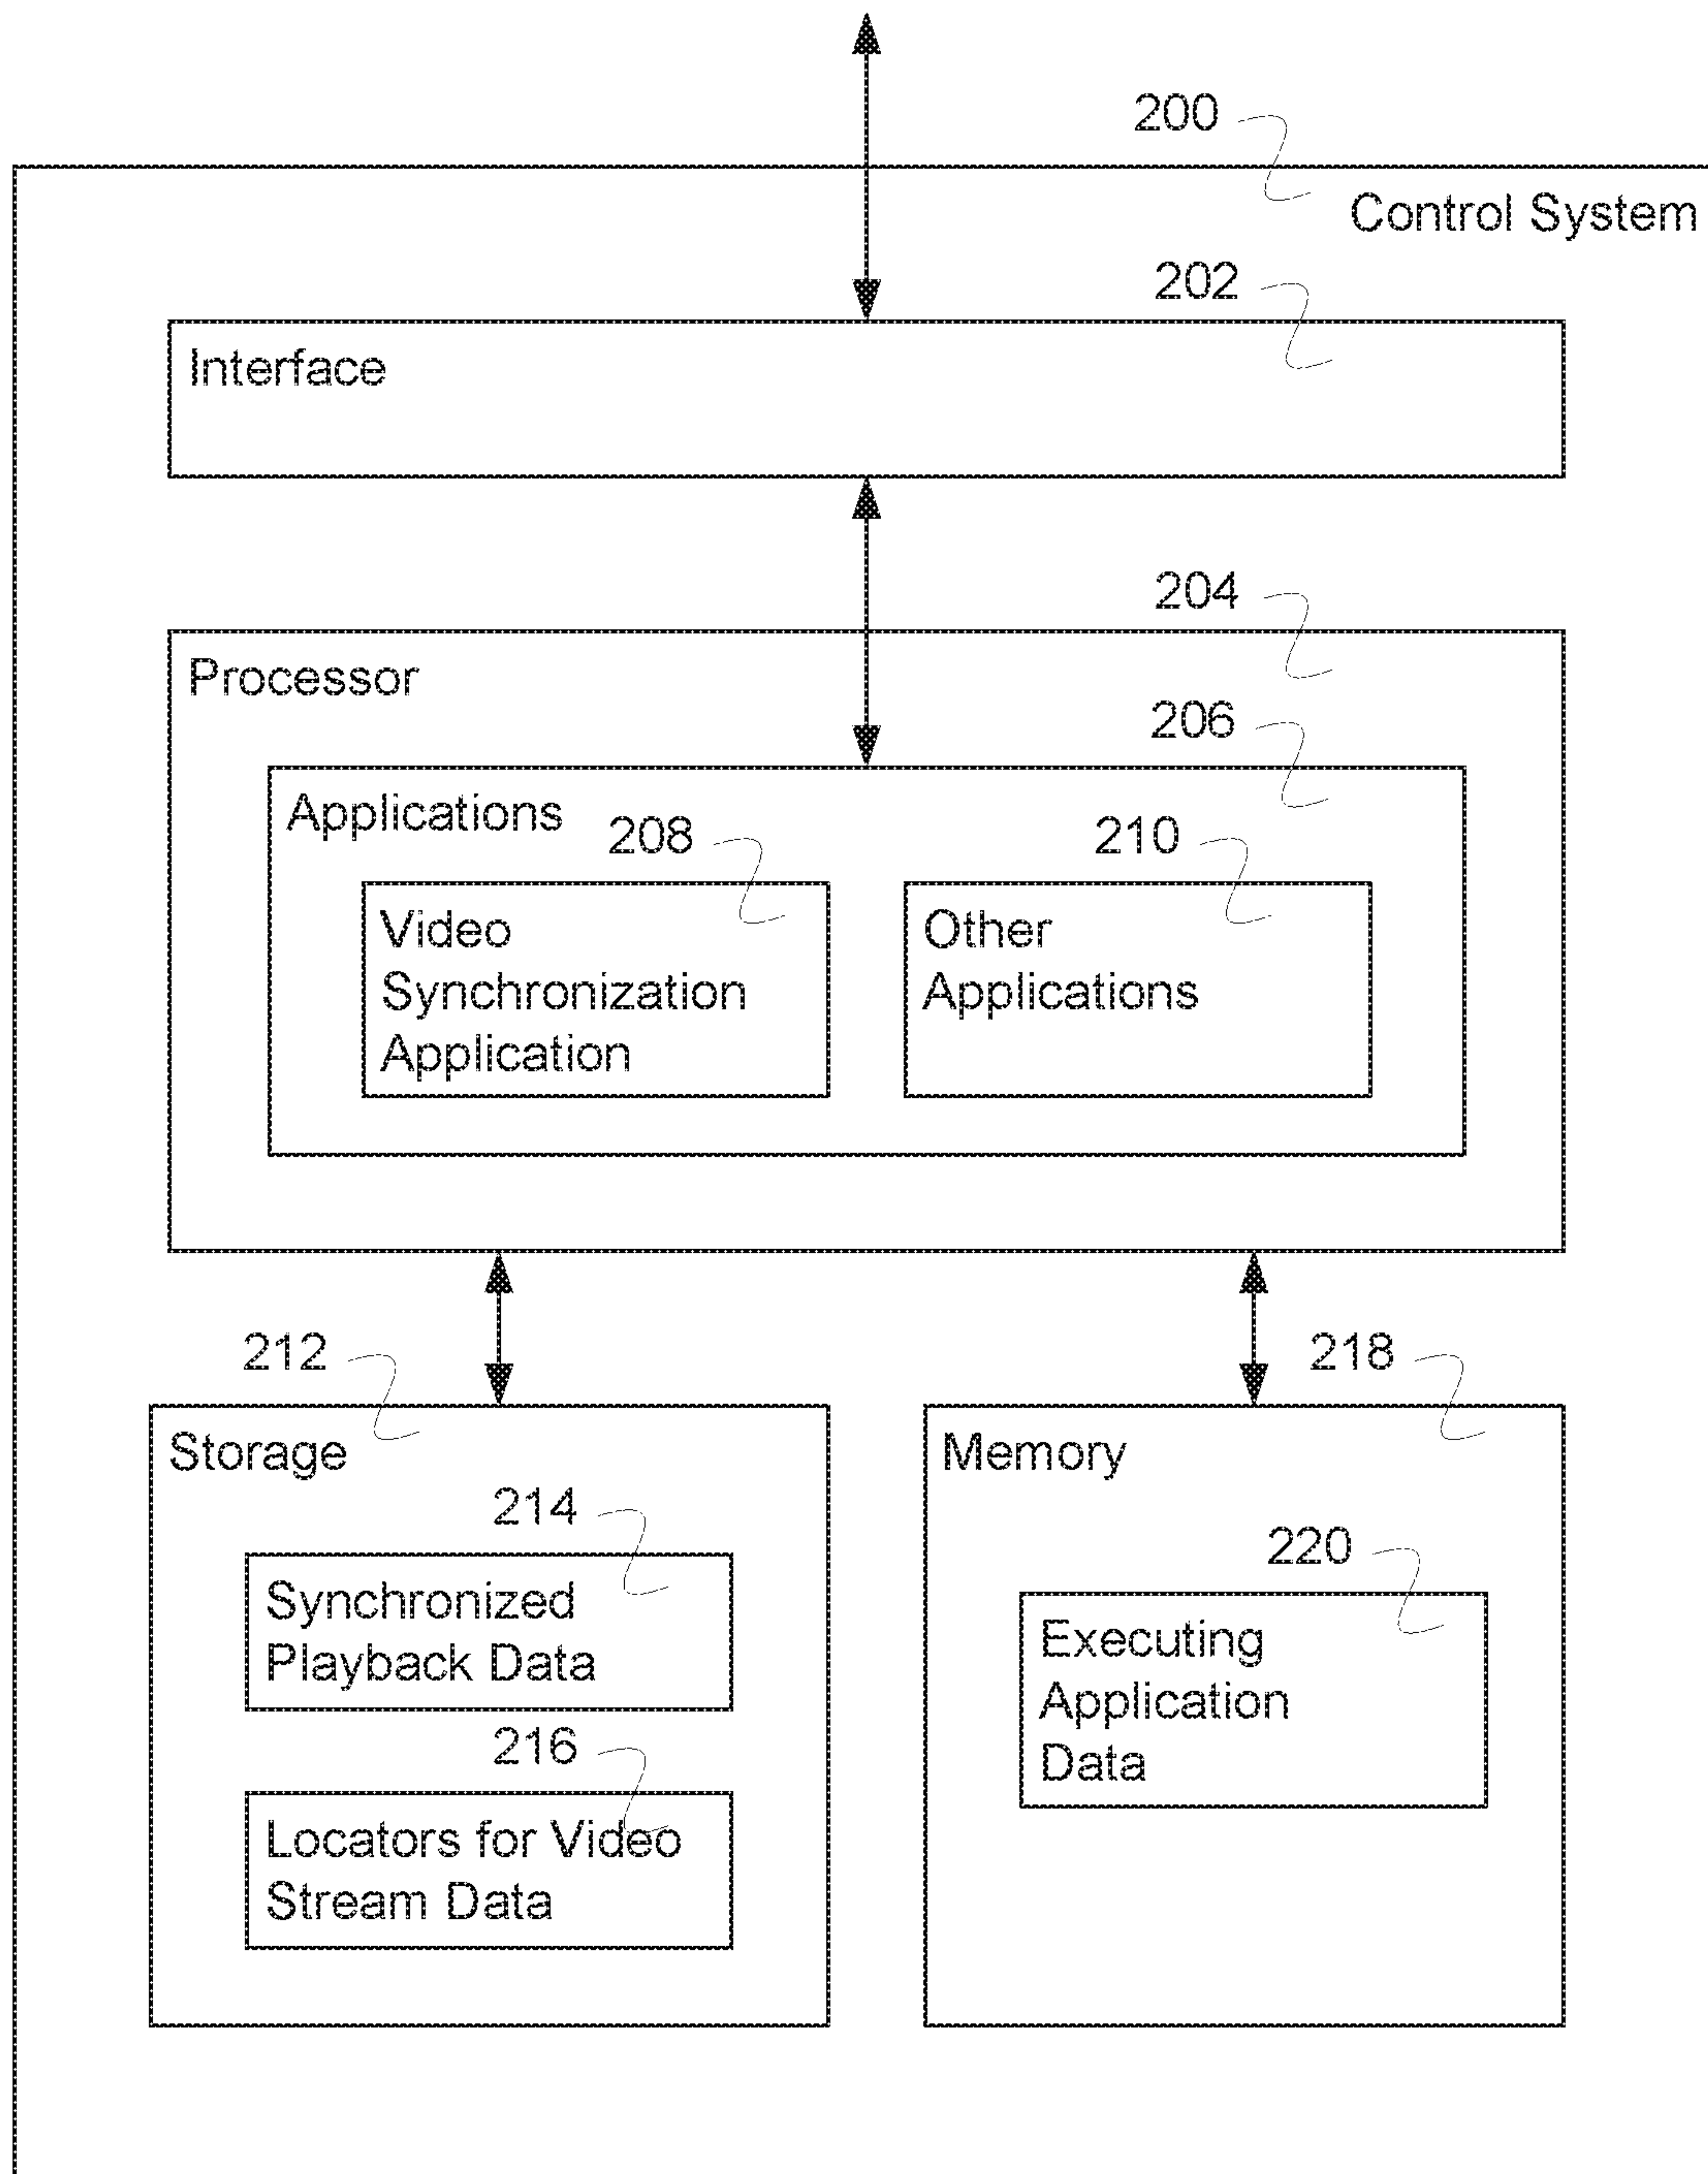 200
Control System
202
Interface
204
Processor
206
Applications
208
210
Video
Synchronization
Application
Other
Applications
212
218
Storage
Memory
214
Synchronized
Playback Data
216
Locators for Video
Stream Data
220
Executing
Application
Data